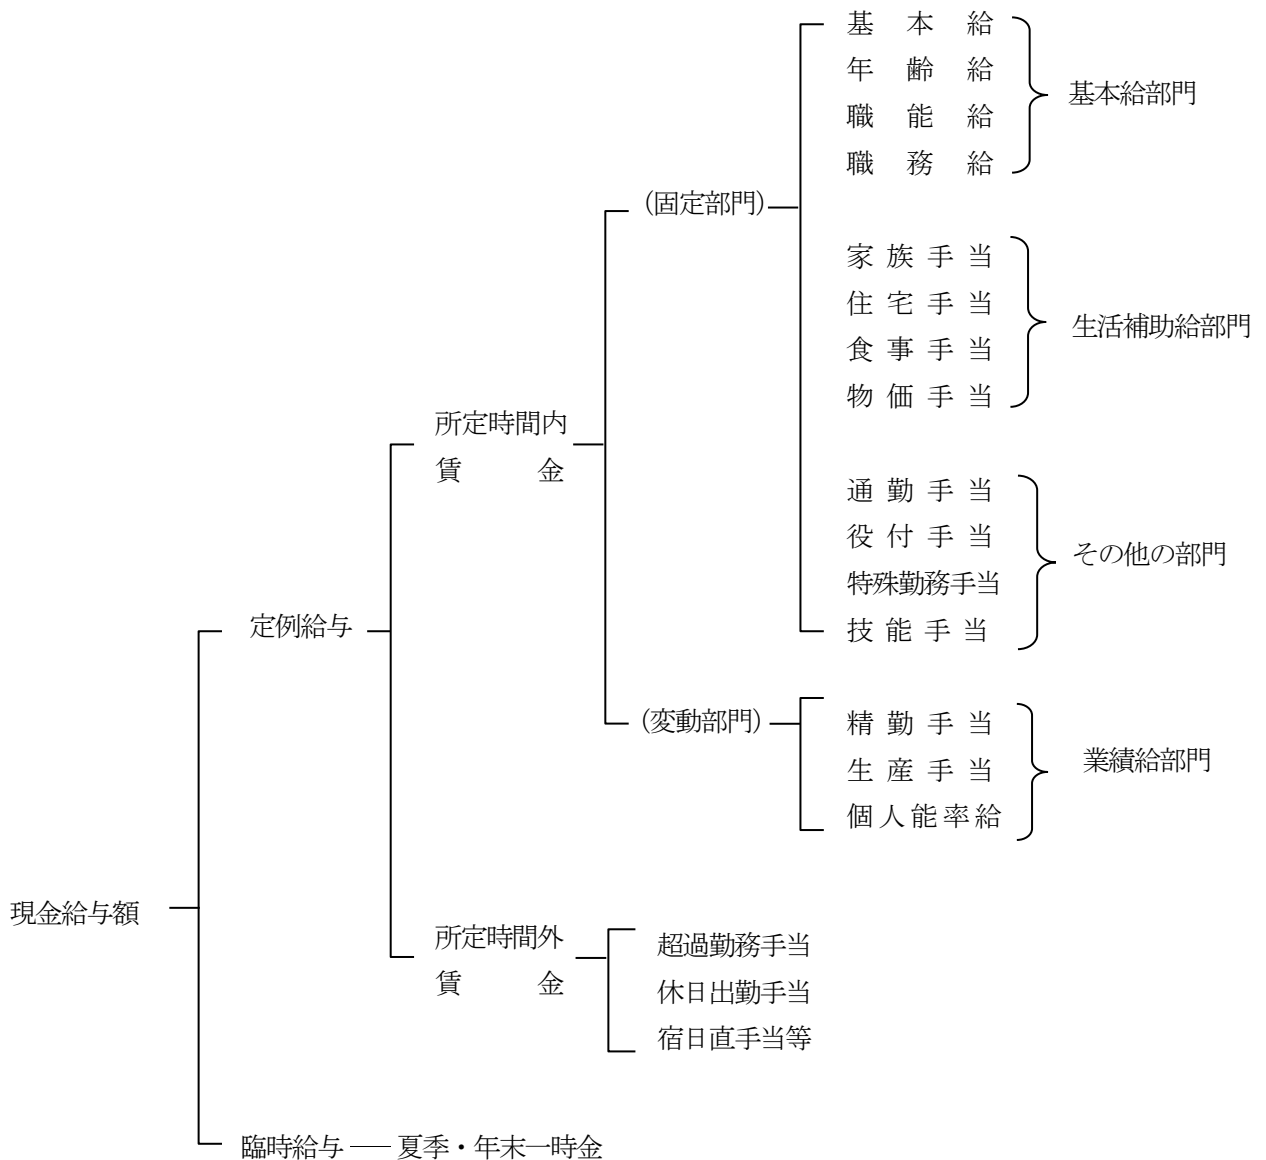 基本給
年齢給
職能給
職務給
基本給部門
(固定部門)
家族手当
住宅手当
食事手当
物価手当
生活補助給部門
所定時間内
賃金
通勤手当
役付手当
特殊勤務手当
技能手当
その他の部門
定例給与
(変動部門)
精勤手当
生産手当
個人能率給
業績給部門
現金給与額
所定時間外
賃金
超過勤務手当
休日出勤手当
宿日直手当等
臨時給与 ── 夏季・年末一時金